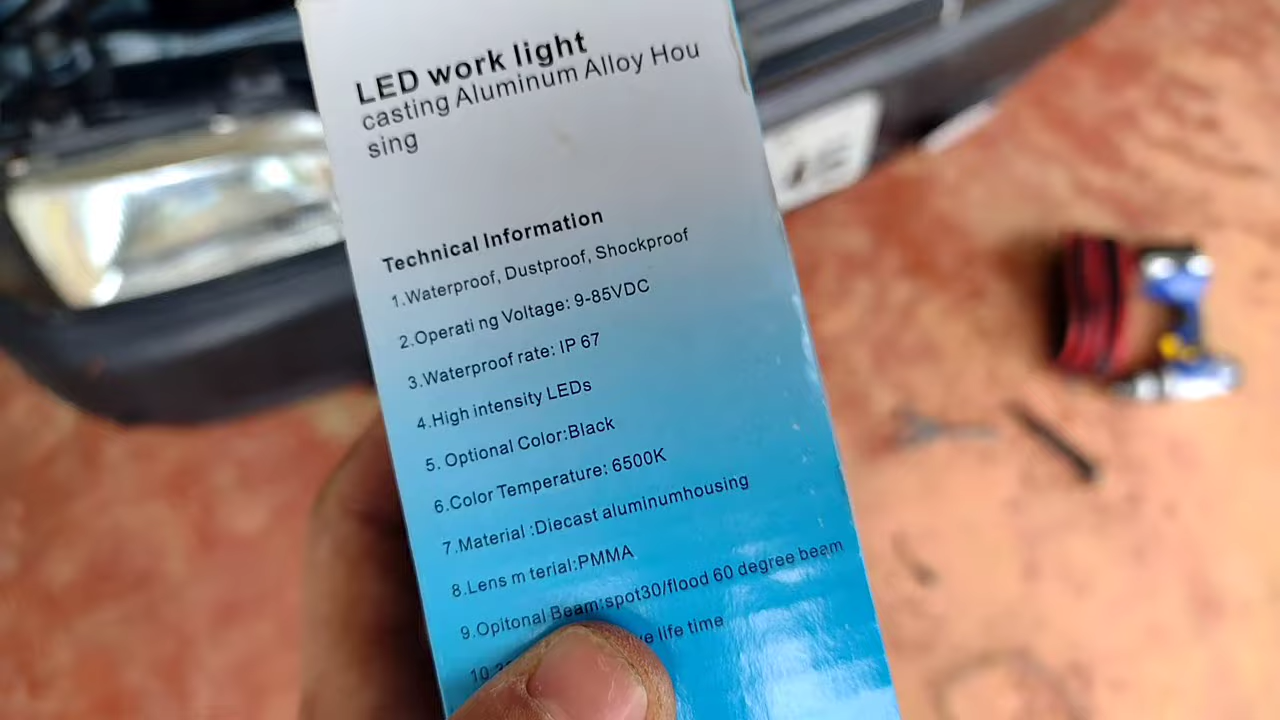 LED work light
casting Aluminum Alloy Hou
sing
Technical Information
1.Waterproof, Dustproof, Shockproof
2.Operati ng Voltage: 9-85VDC
3.Waterproof rate: IP 67
4.High intensity LEDs
5. Optional Color:Black
6.Color Temperature: 6500K
7.Material :Diecast aluminumhousing
8.Lens m terial:PMMA
9.Opitonal Beam:spot30/flood 60 degree beam
10 life time